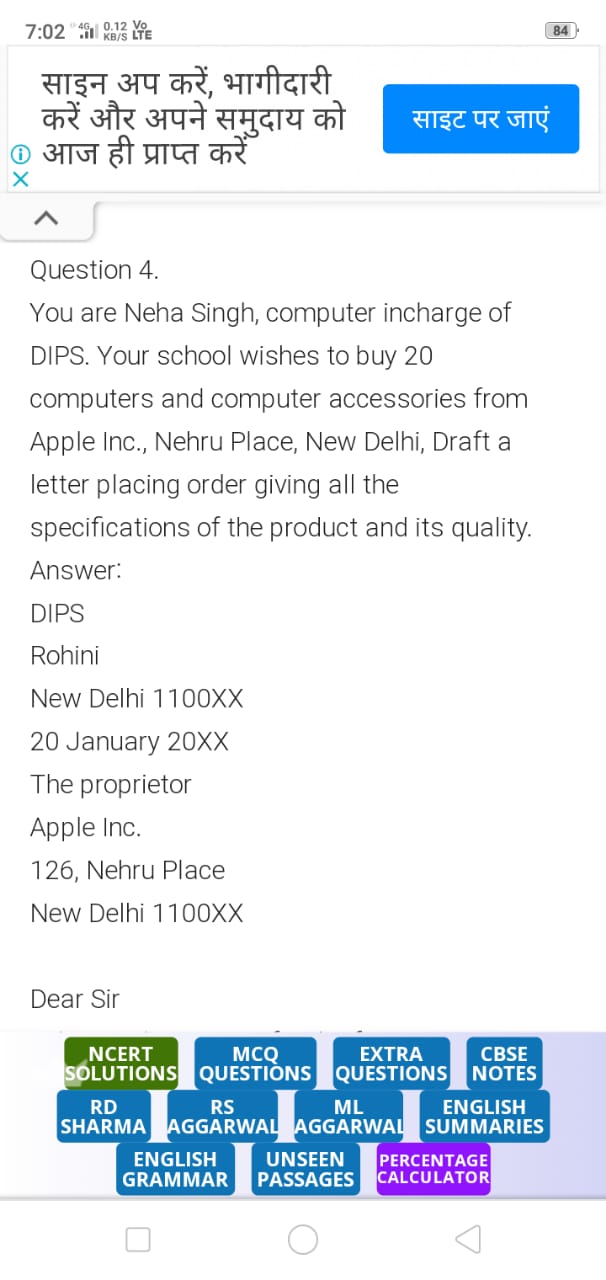 7:02 4G 0.12 KB/S Vo LTE 84
साइन अप करें, भागीदारी
करें और अपने समुदाय को
आज ही प्राप्त करें
साइट पर जाएं
Question 4.
You are Neha Singh, computer incharge of
DIPS. Your school wishes to buy 20
computers and computer accessories from
Apple Inc., Nehru Place, New Delhi, Draft a
letter placing order giving all the
specifications of the product and its quality.
Answer:
DIPS
Rohini
New Delhi 1100XX
20 January 20XX
The proprietor
Apple Inc.
126, Nehru Place
New Delhi 1100XX
Dear Sir
NCERT
SOLUTIONS
MCQ
QUESTIONS
EXTRA
QUESTIONS
CBSE
NOTES
RD
SHARMA
RS
AGGARWAL
ML
AGGARWAL
ENGLISH
SUMMARIES
ENGLISH
GRAMMAR
UNSEEN
PASSAGES
PERCENTAGE
CALCULATOR